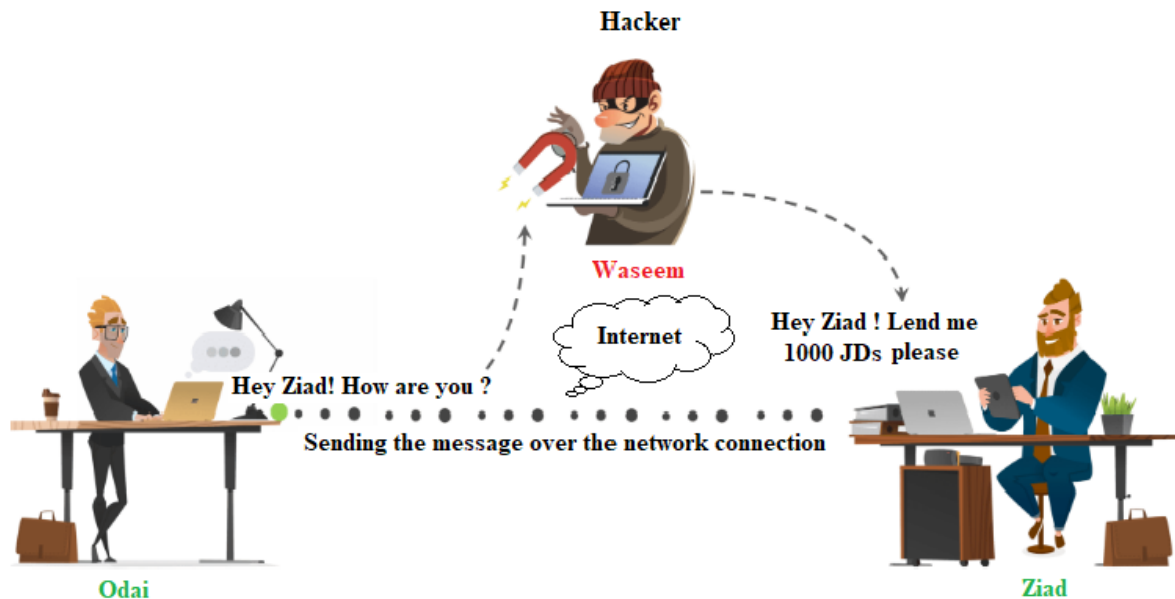 Hacker
Waseem
Internet
Hey Ziad ! Lend me
1000 JDs please
Hey Ziad! How are you ?
Sending the message over the network connection
Odai
Ziad